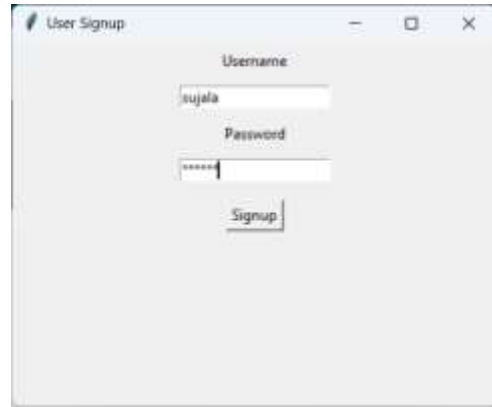 User Signup
Username
sujala
Password
******
Signup